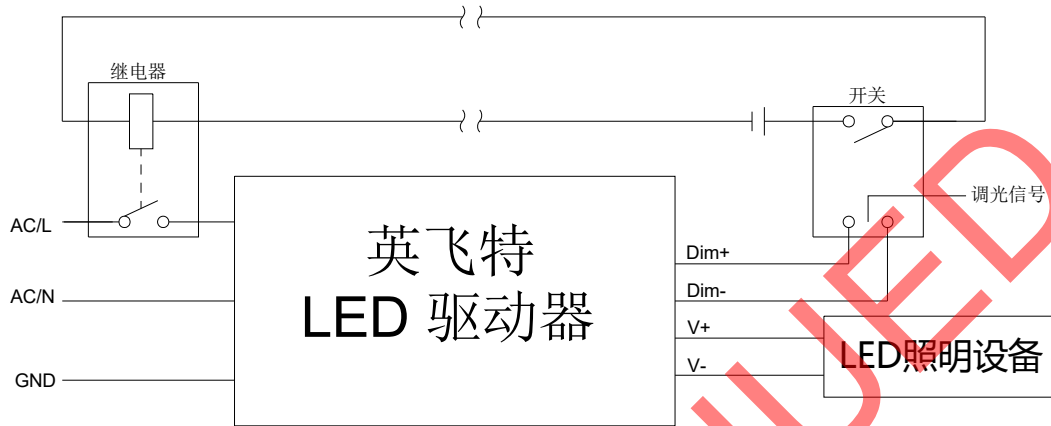 继电器
开关
调光信号
AC/L
英飞特
LED 驱动器
Dim+
AC/N
Dim-
V+
LED照明设备
V-
GND